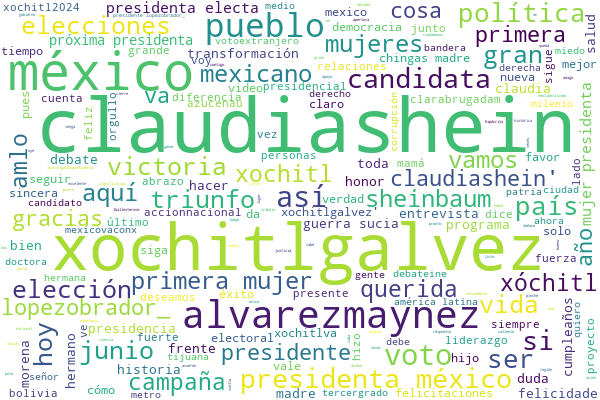 xochitl2024
presidenta electa
medio
mexico
cosa
política
elecciones
pueblo
votoextranjero
democracia
junto
primera
salud
próxima presidenta
grande
mujeres
bandera
miedo
tiempo
transformación
voy
chingas madre
gran
derecha
mejor
méxico
mexicano
relaciones
candidata
sigue
nueva
cuenta
va
diferencia
video
presidencial
claudia
pues
feliz
orgullo
azucenau
derecho
claro
clarabrugadam
milenio
claudiashein
corrupción
amlo
debate
vez
personas
vamos
favor
mujer presidenta
seguir
victoria
xochitl
toda
mamá
lado
sincera
abrazo
hacer
honor
claudiashein'
patria
ciudad
candidato
aquí
triunfo
así
verdad
sheinbaum
país
año
gracias
último
accionnacional
da
xochitlgalvez'
entrevista
dice
ahora
mexicovaconx
guerra sucia
programa
solo
bien
siga
fuerza
doctora
xochitlgalvez
debateine
gente
hermana
tijuana
primera mujer
querida
xóchitl
elección
deseamos
éxito
presente
américa latina
vida
lopezobrador_
alvarezmaynez
siempre
quiero
presidencia
fuerte
electoral
xochitlva
debe
liderazgo
si
cumpleaños
proyecto
hoy
junio
frente
presidente
hizo
voto
hijo
ser
morena
hermano
ve
historia
vale
señor
campaña
presidenta méxico
duda
bolivia
cómo
metro
madre
tercergrado
felicitaciones
felicidade